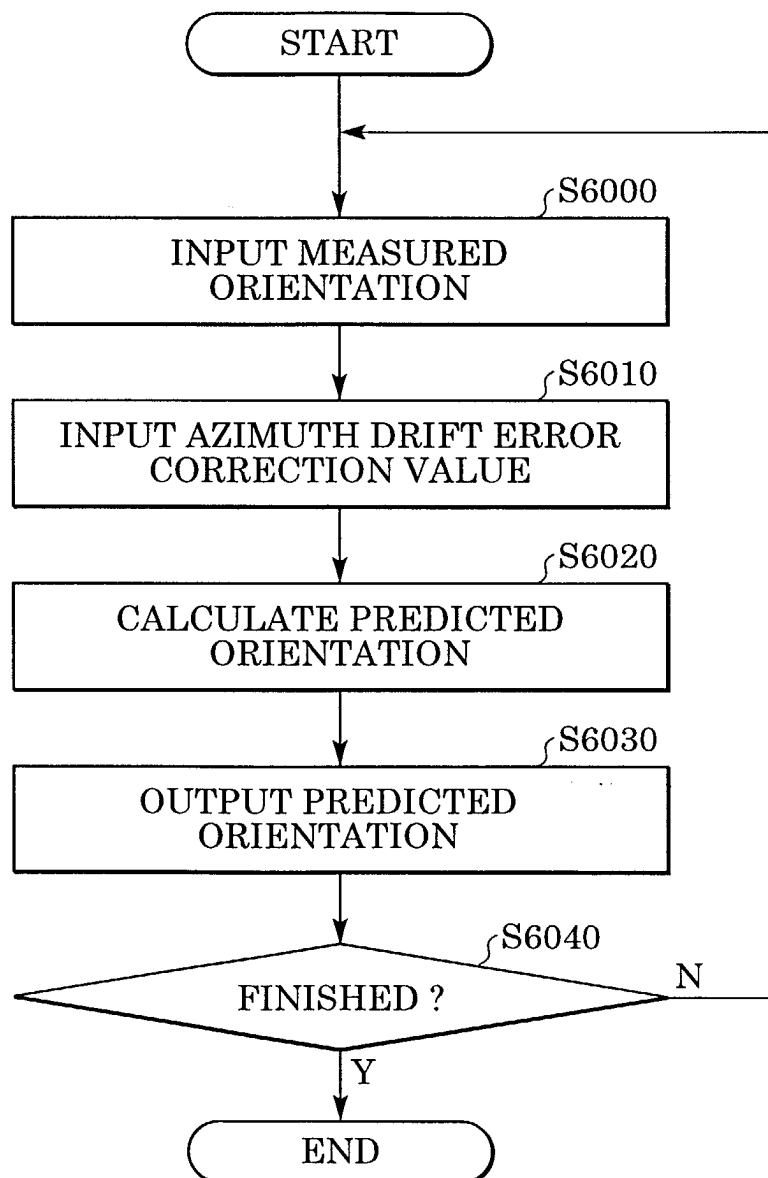 START
S6000
INPUT MEASURED
ORIENTATION
S6010
INPUT AZIMUTH DRIFT ERROR
CORRECTION VALUE
S6020
CALCULATE PREDICTED
ORIENTATION
S6030
OUTPUT PREDICTED
ORIENTATION
S6040
FINISHED ?
N
Y
END